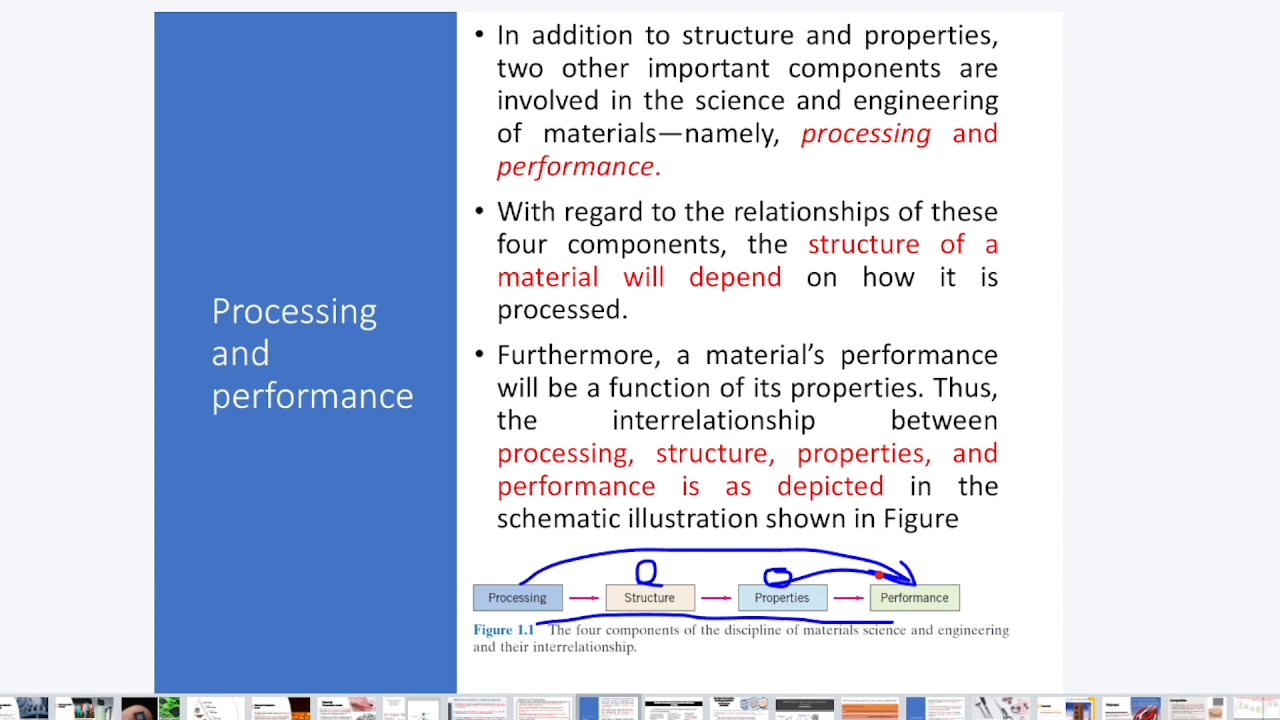 Processing
and
performance
• In addition to structure and properties,
two other important components are
involved in the science and engineering
of materials—namely, processing and
performance.
• With regard to the relationships of these
four components, the structure of a
material will depend on how it is
processed.
• Furthermore, a material’s performance
will be a function of its properties. Thus,
the interrelationship between
processing, structure, properties, and
performance is as depicted in the
schematic illustration shown in Figure
Processing Structure Properties Performance
Figure 1.1 The four components of the discipline of materials science and engineering
and their interrelationship.